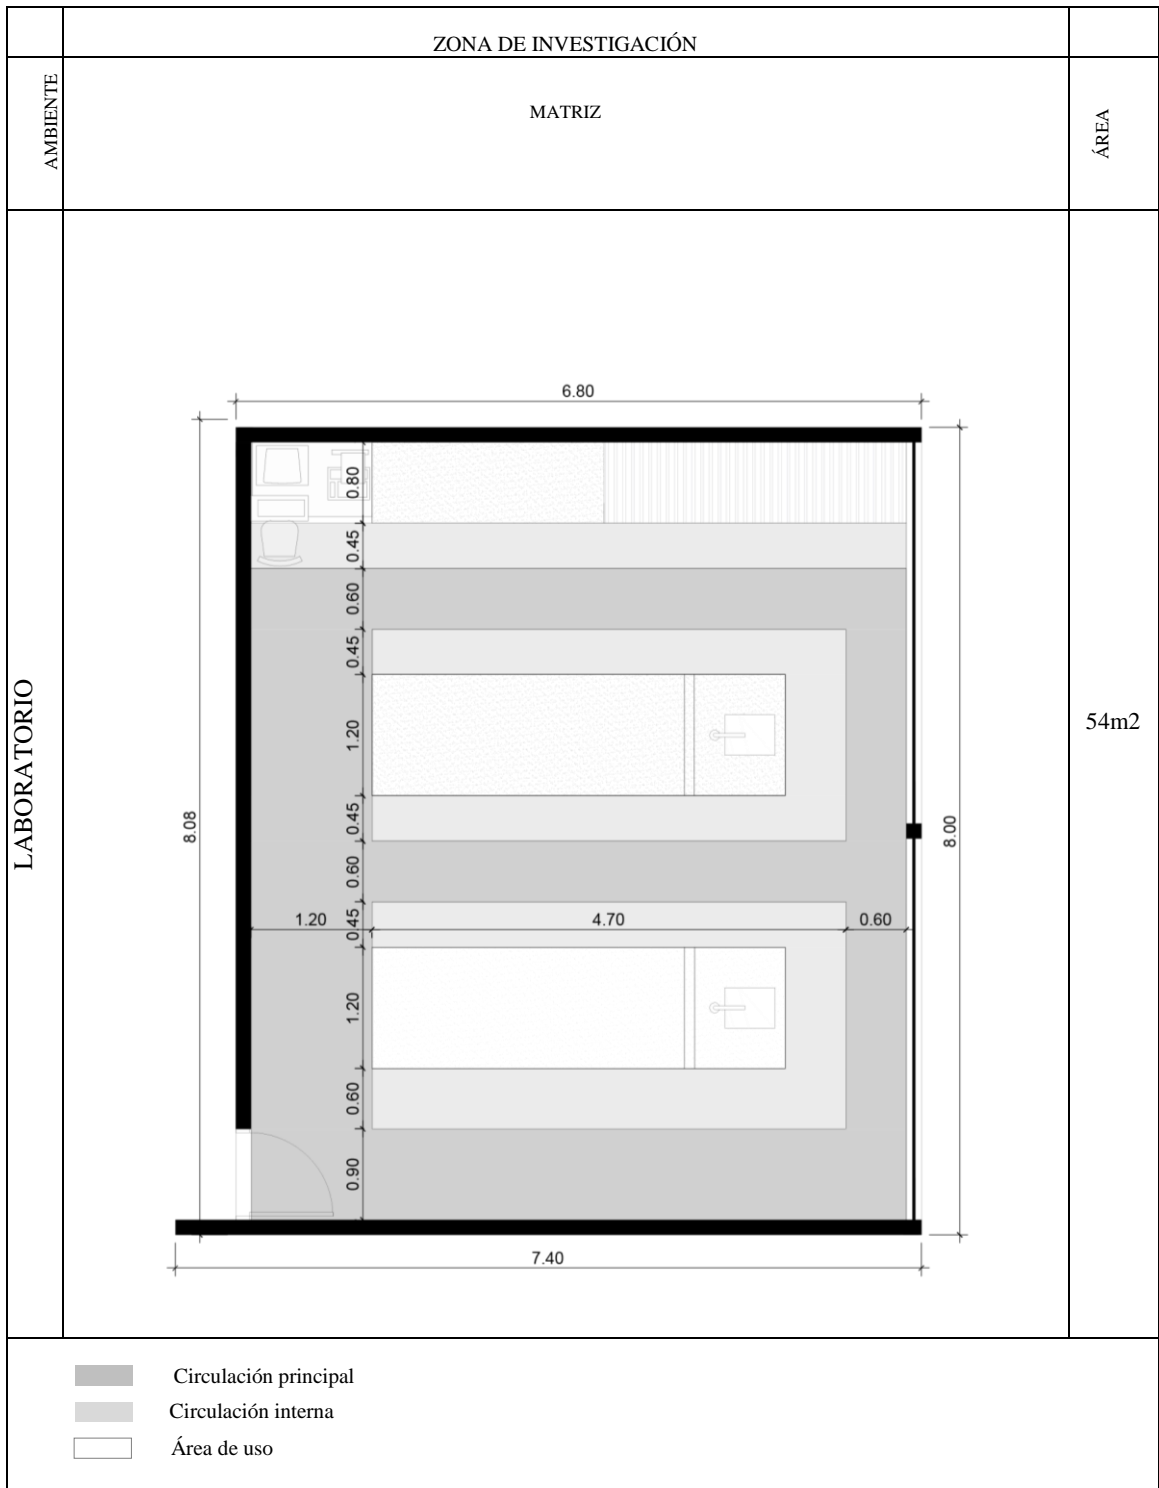 ZONA DE INVESTIGACIÓN
AMBIENTE
MATRIZ
ÁREA
LABORATORIO
6.80
0.80
0.45
0.60
0.45
1.20
0.45
0.60
0.45
1.20
0.60
0.90
8.08
8.00
1.20
4.70
0.60
7.40
54m2
Circulación principal
Circulación interna
Área de uso